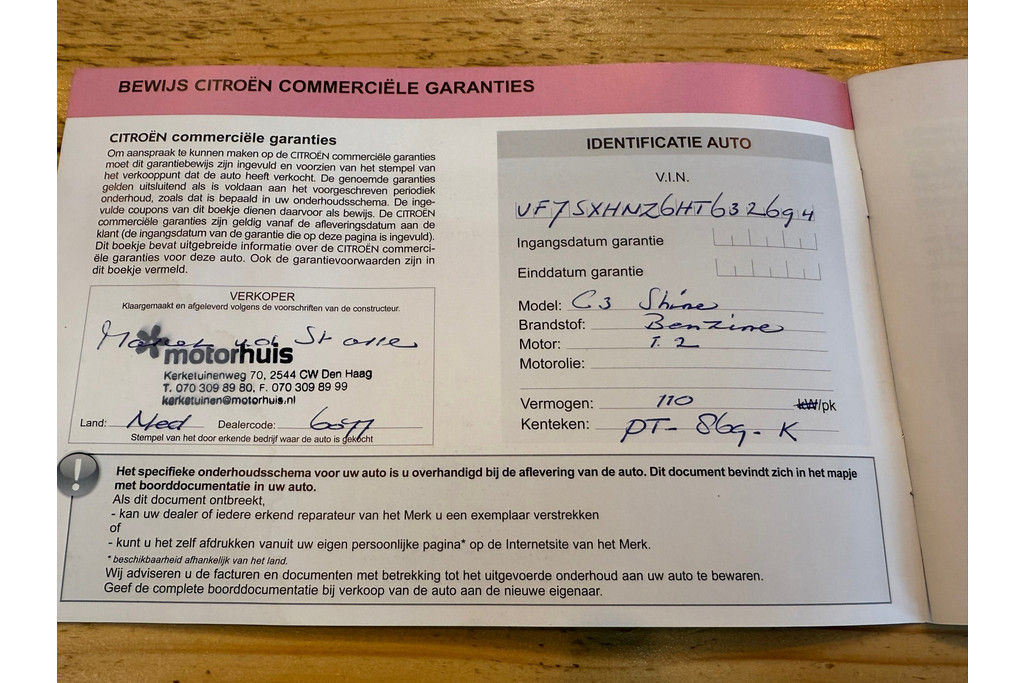 BEWIJS CITROËN COMMERCIËLE GARANTIES
CITROËN commerciële garanties
Om aanspraak te kunnen maken op de CITROËN commerciële garanties
moet dit garantiebewijs zijn ingevuld en voorzien van het stempel van
het verkooppunt dat de auto heeft verkocht. De genoemde garanties
gelden uitsluitend als is voldaan aan het voorgeschreven periodiek
onderhoud, zoals dat is bepaald in uw onderhoudsschema. De inge-
vulde coupons van dit boekje dienen daarvoor als bewijs. De CITROËN
commerciële garanties zijn geldig vanaf de afleveringsdatum aan de
klant (de ingangsdatum van de garantie die op deze pagina is ingevuld).
Dit boekje bevat uitgebreide informatie over de CITROËN commerci-
ële garanties voor deze auto. Ook de garantievoorwaarden zijn in
dit boekje vermeld.
VERKOPER
Klaargemaakt en afgeleverd volgens de voorschriften van de constructeur.
motorhuis
Kerketuinenweg 70, 2544 CW Den Haag
T. 070 309 89 80, F. 070 309 89 99
kerketuinen@motorhuis.nl
Land: Ned Dealercode:
Stempel van het door erkende bedrijf waar de auto is gekocht
IDENTIFICATIE AUTO
V.I.N.
VF7SXHNZ6HT632694
Ingangsdatum garantie
Einddatum garantie
Model: C3 Shine
Brandstof: Benzine
Motor: 1.2
Motorolie:
Vermogen: 110 kW/pk
Kenteken: PT-869-K
Het specifieke onderhoudsschema voor uw auto is u overhandigd bij de aflevering van de auto. Dit document bevindt zich in het mapje
met boorddocumentatie in uw auto.
Als dit document ontbreekt,
- kan uw dealer of iedere erkend reparateur van het Merk u een exemplaar verstrekken
of
- kunt u het zelf afdrukken vanuit uw eigen persoonlijke pagina* op de Internetsite van het Merk.
* beschikbaarheid afhankelijk van het land.
Wij adviseren u de facturen en documenten met betrekking tot het uitgevoerde onderhoud aan uw auto te bewaren.
Geef de complete boorddocumentatie bij verkoop van de auto aan de nieuwe eigenaar.